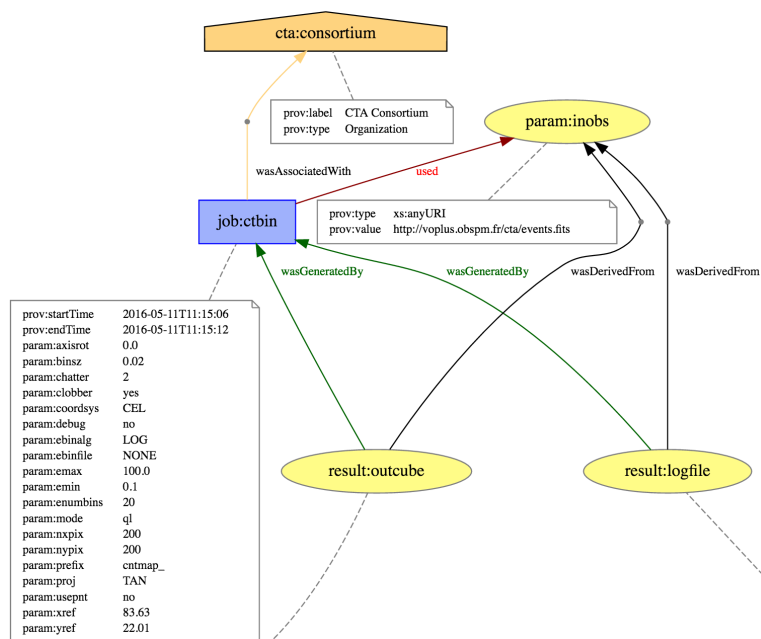 cta:consortium
prov:label CTA Consortium
prov:type Organization
param:inobs
wasAssociatedWith
used
job:ctbin
prov:type xs:anyURI
prov:value http://voplus.obspm.fr/cta/events.fits
wasGeneratedBy
wasGeneratedBy
wasDerivedFrom
wasDerivedFrom
prov:startTime 2016-05-11T11:15:06
prov:endTime 2016-05-11T11:15:12
param:axisrot 0.0
param:binsz 0.02
param:chatter 2
param:clobber yes
param:coordsys CEL
param:debug no
param:ebinalg LOG
param:ebinfile NONE
param:emax 100.0
param:emin 0.1
param:enumbins 20
param:mode ql
param:nxpix 200
param:nypix 200
param:prefix cntmap_
param:proj TAN
param:usepnt no
param:xref 83.63
param:yref 22.01
result:outcube
result:logfile